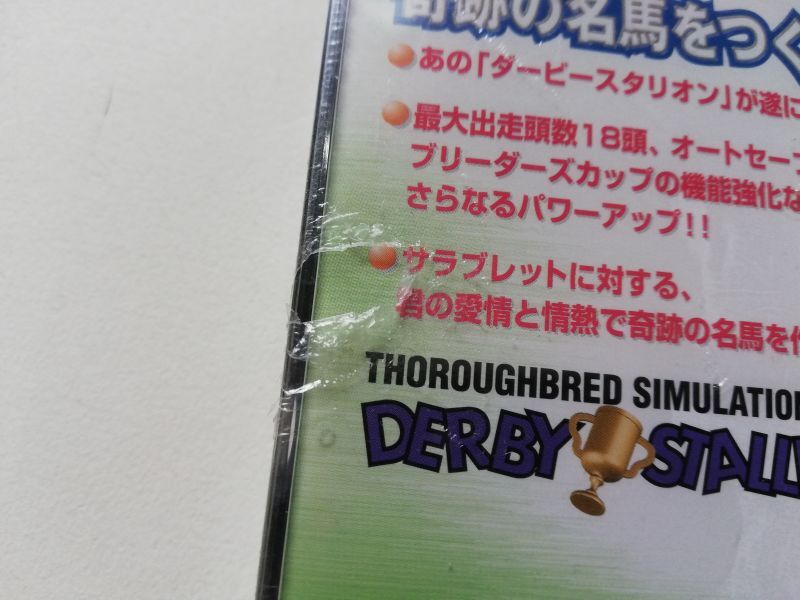 奇跡の名馬をつく
あの「ダービースタリオン」が遂に
最大出走頭数18頭、オートセーブ
ブリーダーズカップの機能強化な
さらなるパワーアップ!!
サラブレットに対する、
君の愛情と情熱で奇跡の名馬を作
THOROUGHBRED SIMULATION
DERBY STALL